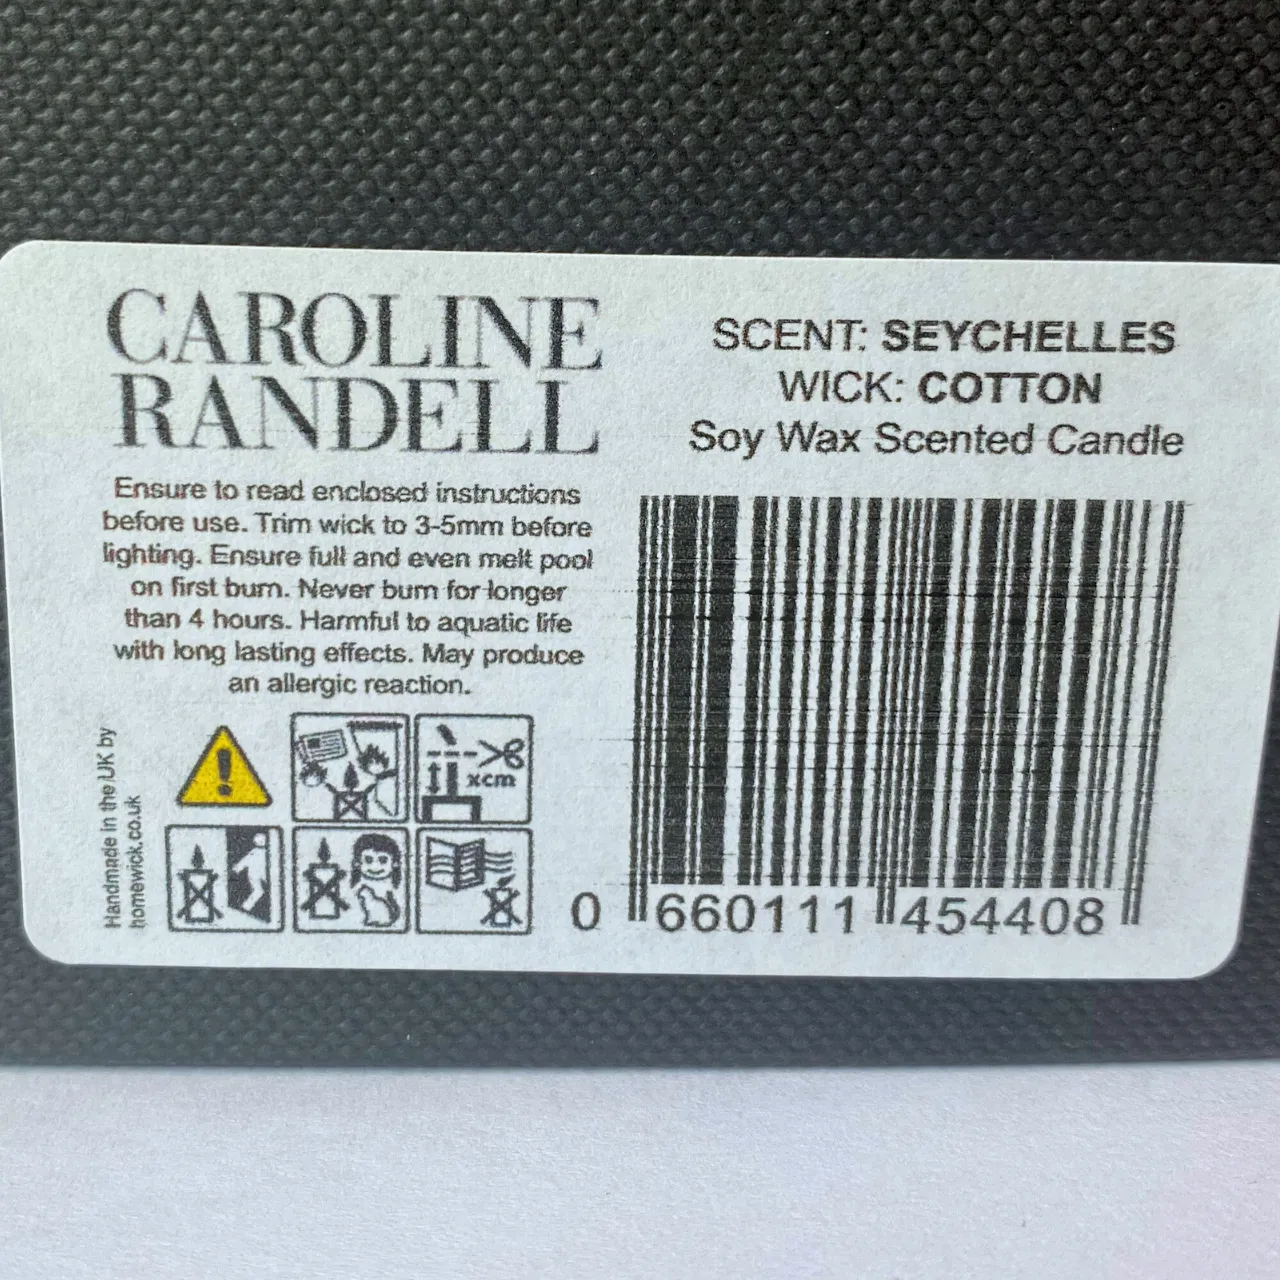 CAROLINE
RANDELL
Ensure to read enclosed instructions
before use. Trim wick to 3-5mm before
lighting. Ensure full and even melt pool
on first burn. Never burn for longer
than 4 hours. Harmful to aquatic life
with long lasting effects. May produce
an allergic reaction.
Handmade in the UK by
homewick.co.uk
xcm
SCENT: SEYCHELLES
WICK: COTTON
Soy Wax Scented Candle
0 660111 454408